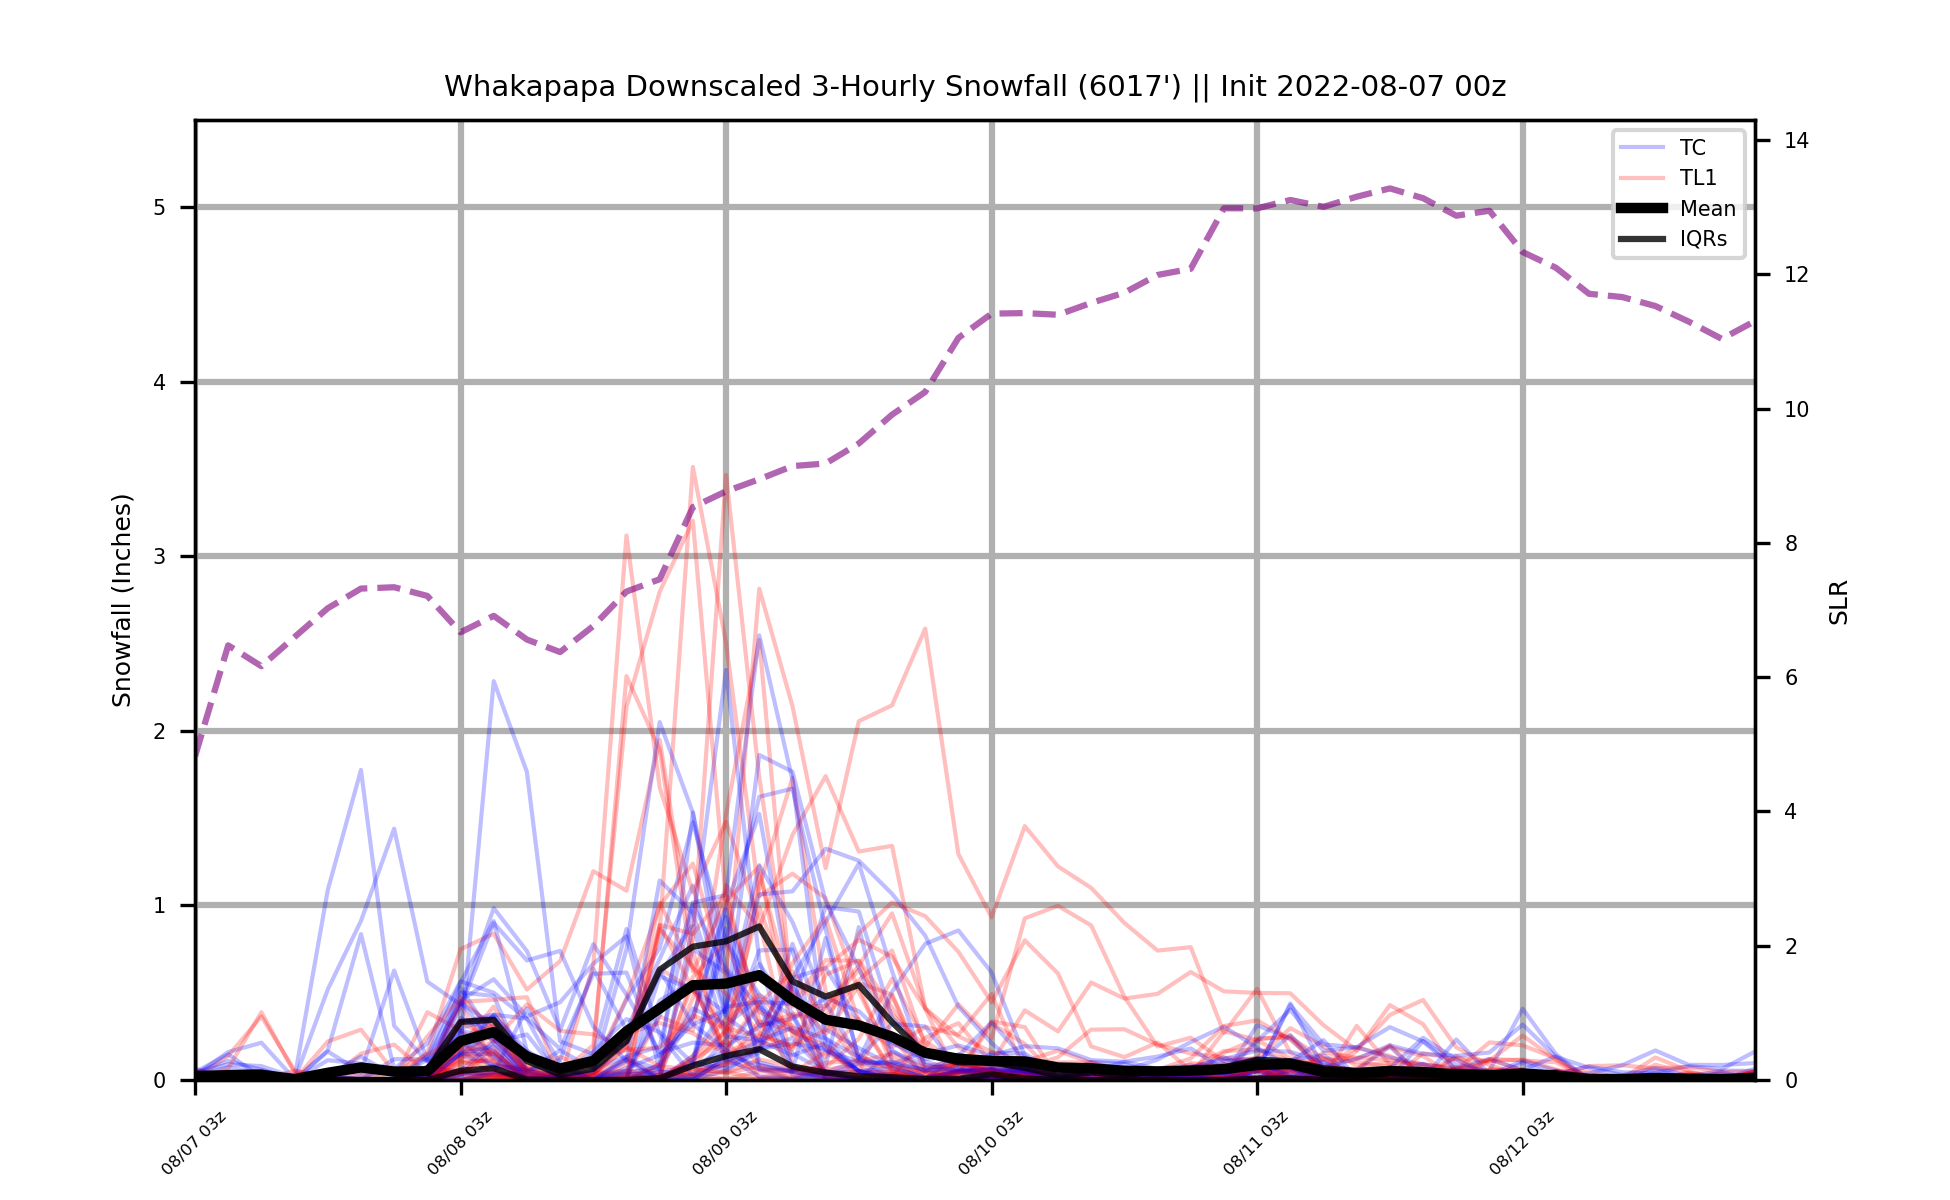 Whakapapa Downscaled 3-Hourly Snowfall (6017') || Init 2022-08-07 00z
TC
TL1
Mean
IQRs
Snowfall (Inches)
5
4
3
2
1
0
SLR
14
12
10
8
6
4
2
0
08/07 03z
08/08 03z
08/09 03z
08/10 03z
08/11 03z
08/12 03z